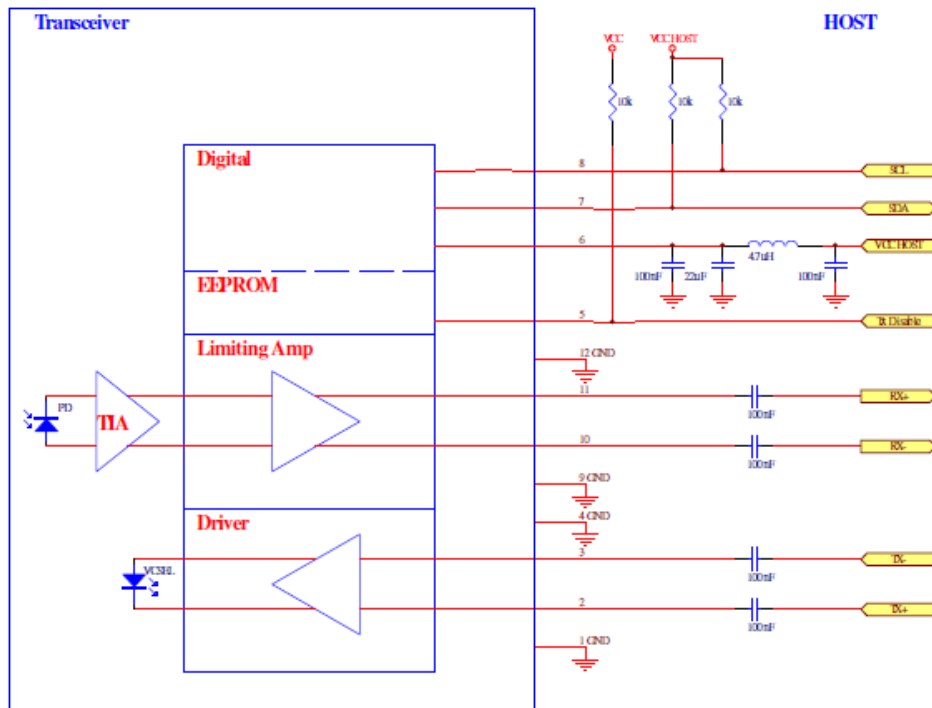 Transceiver
HOST
VCC
VCC HOST
10k
10k
10k
Digital
8
SCL
7
SDA
6
VCC HOST
4.7uH
100nF
22uF
100nF
EEPROM
5
Tx Disable
Limiting Amp
12 GND
11
RX+
PD
TIA
100nF
10
RX-
100nF
9 GND
4 GND
Driver
3
TX-
VCSEL
100nF
2
TX+
100nF
1 GND